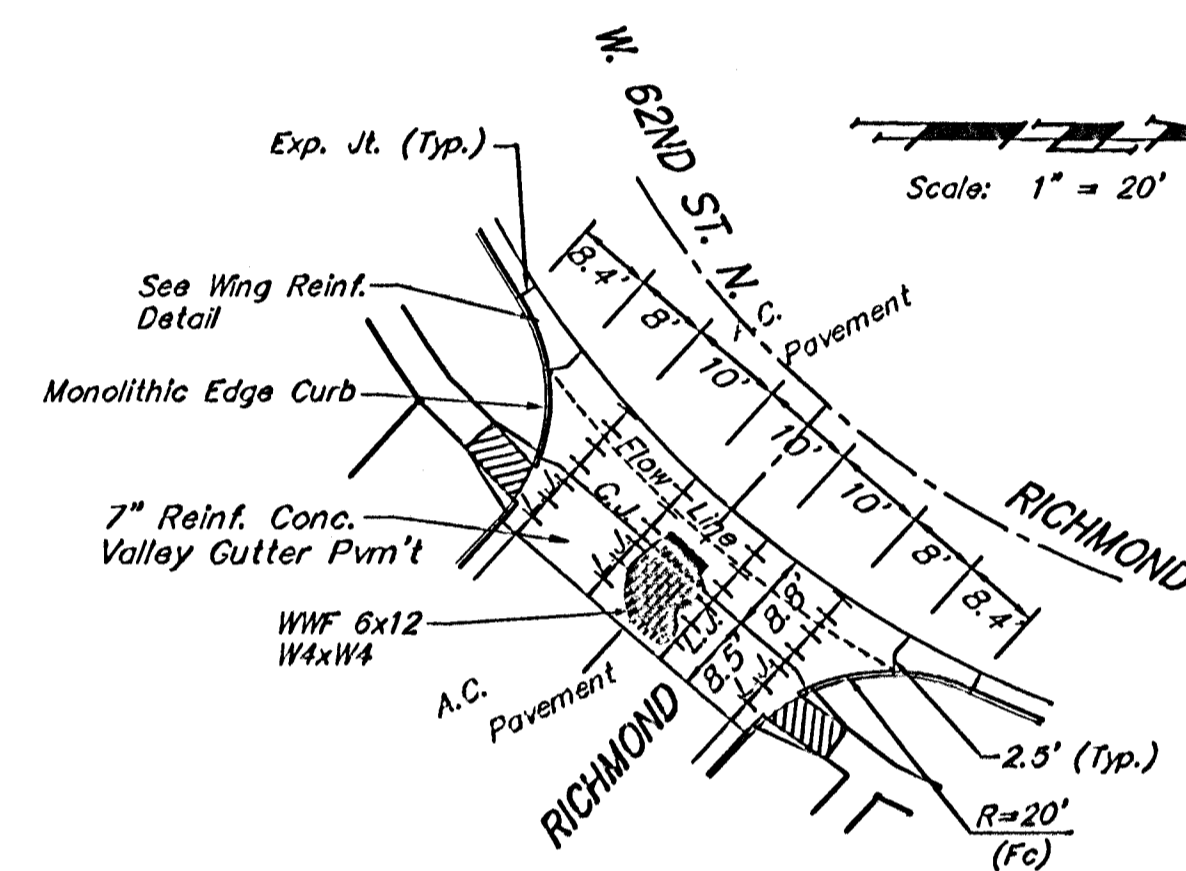 W. 62ND ST. N.
Exp. Jt. (Typ.)
Scale: 1" = 20'
See Wing Reinf.
Detail
8.4'
8'
10'
10'
10'
8'
8.4'
C.
Pavement
Monolithic Edge Curb
Flow Line
RICHMOND
L.J.
C.J.
7" Reinf. Conc.
Valley Gutter Pvm't
L.J.
WWF 6x12
W4xW4
L.J.
8.8'
8.5'
L.J.
A.C.
Pavement
RICHMOND
2.5' (Typ.)
R=20'
(Fc)